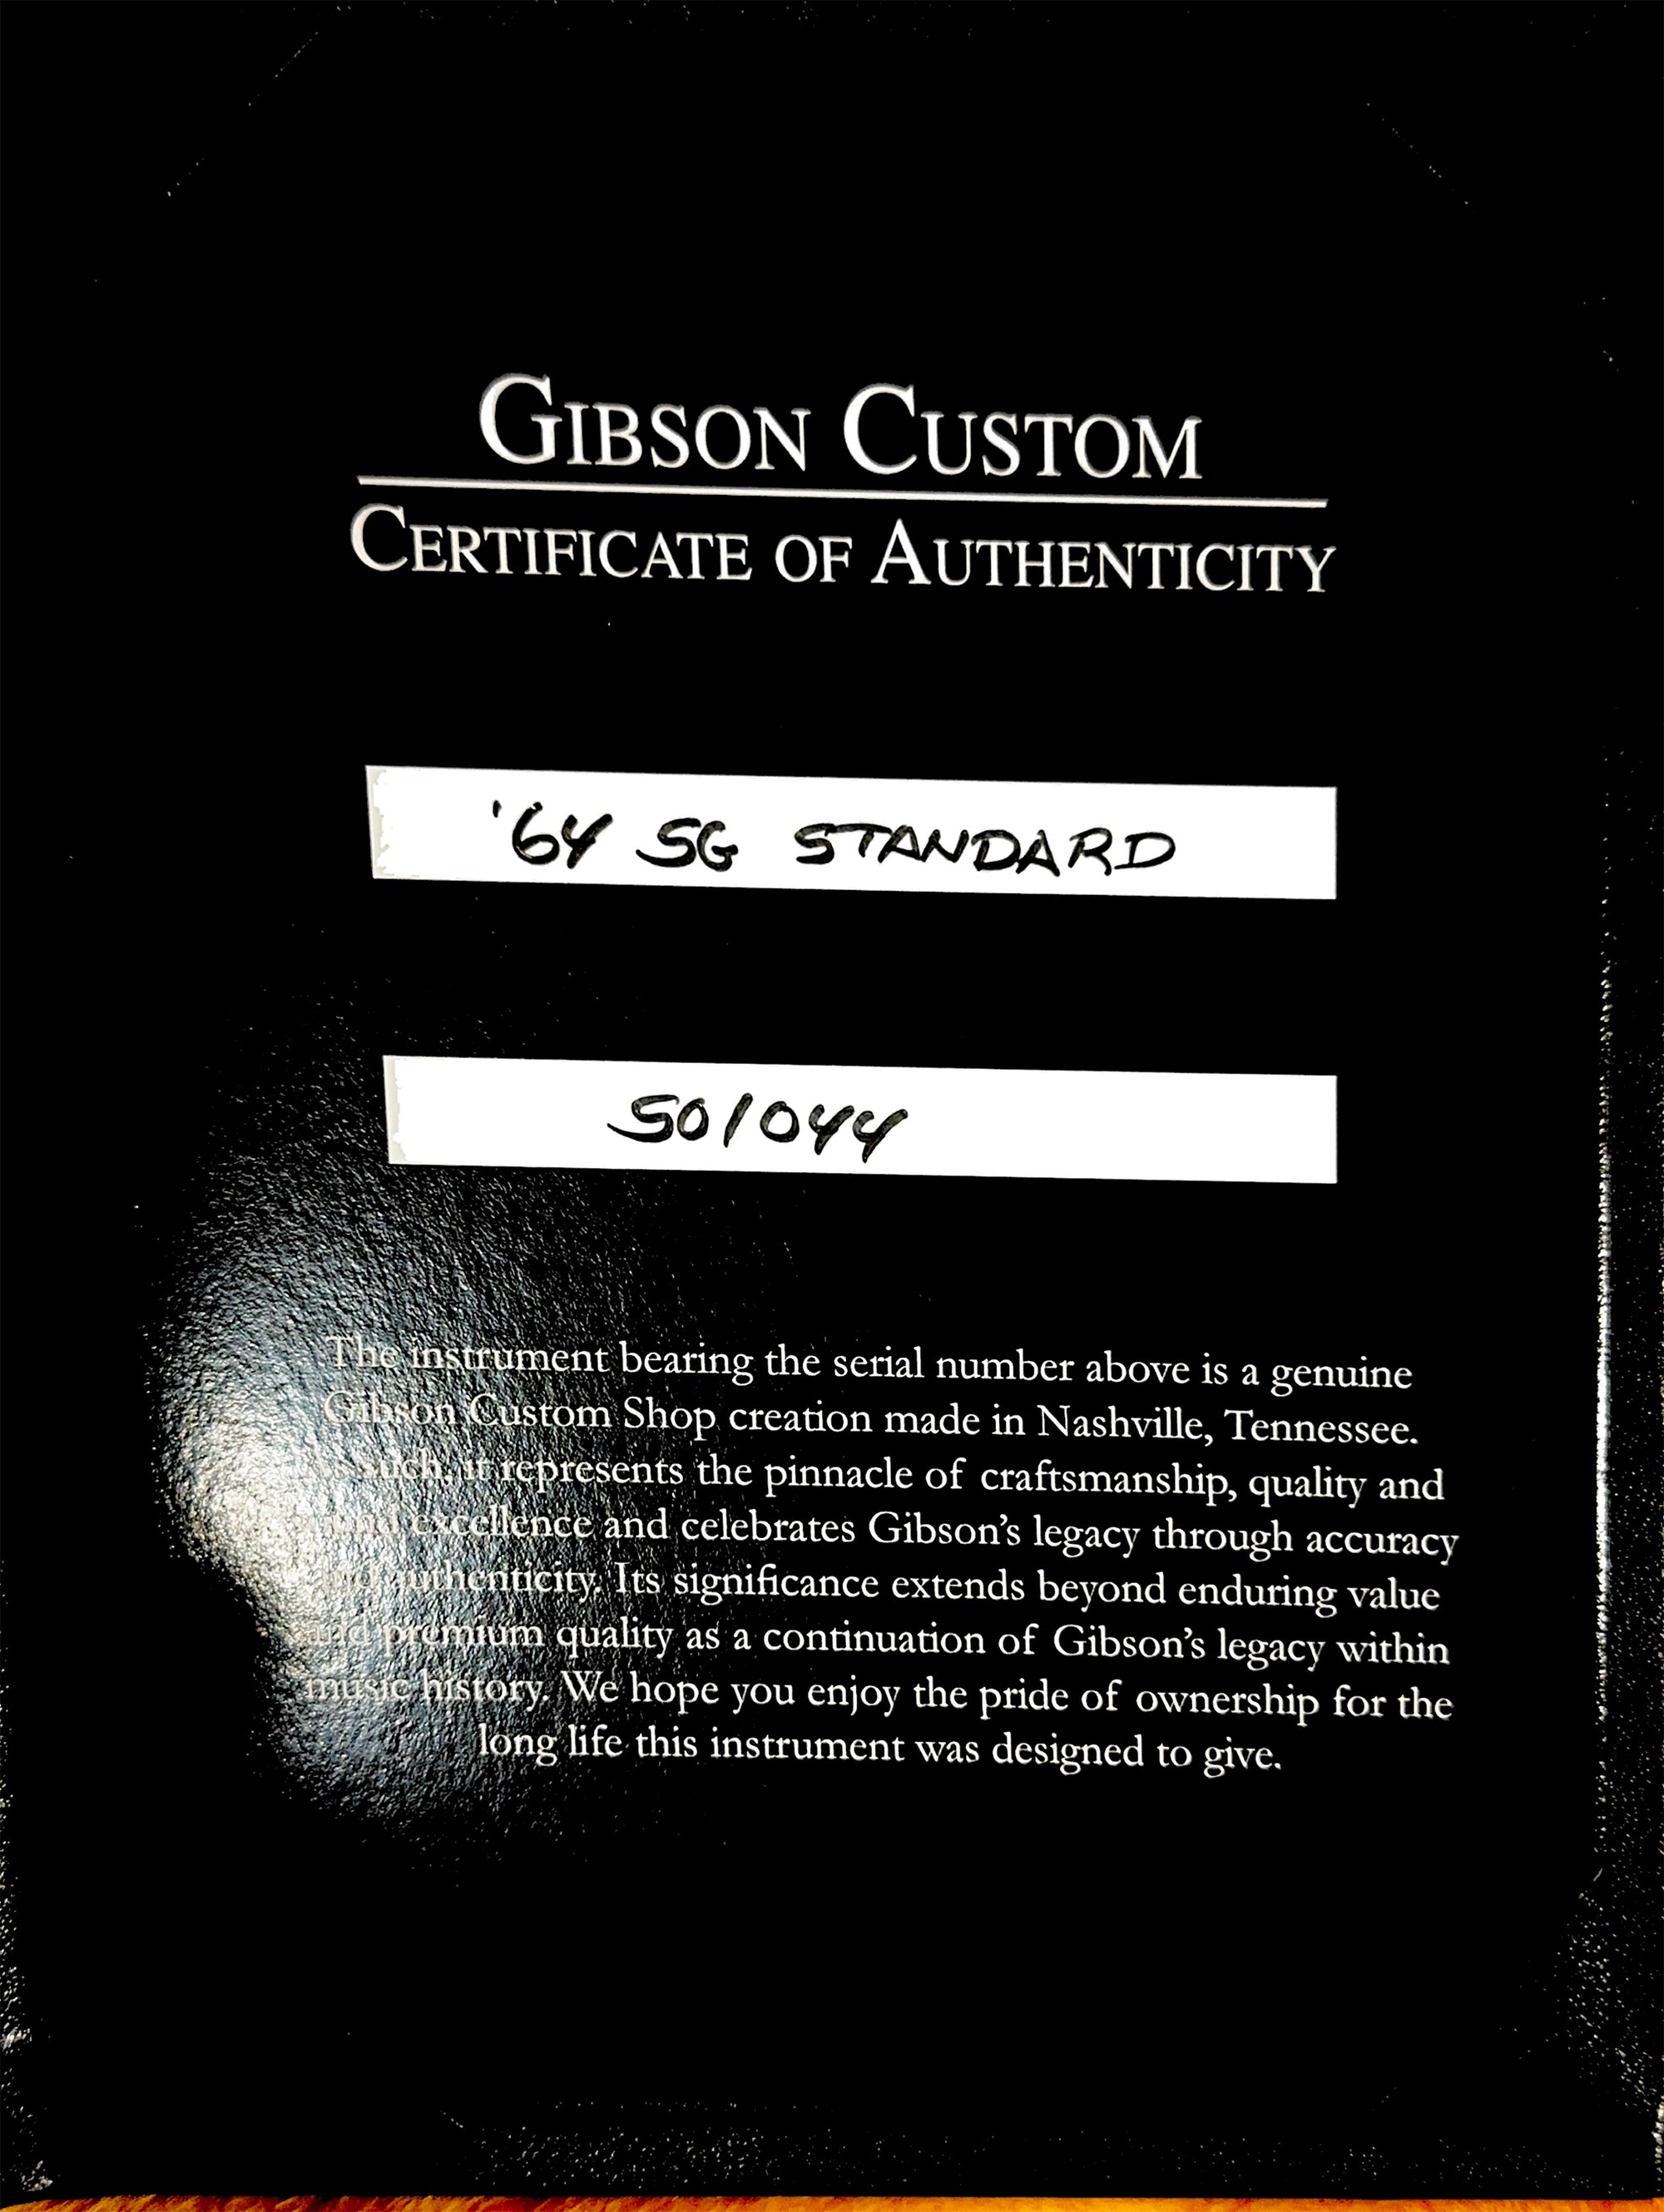 GIBSON CUSTOM
CERTIFICATE OF AUTHENTICITY
'64 SG STANDARD
501044
The instrument bearing the serial number above is a genuine
Gibson Custom Shop creation made in Nashville, Tennessee.
such, it represents the pinnacle of craftsmanship, quality and
excellence and celebrates Gibson's legacy through accuracy
and authenticity. Its significance extends beyond enduring value
and premium quality as a continuation of Gibson's legacy within
music history. We hope you enjoy the pride of ownership for the
long life this instrument was designed to give.